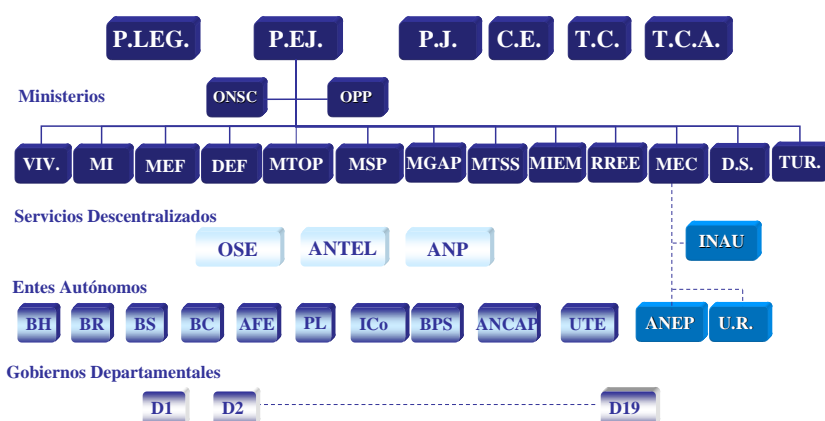 P.LEG. P.EJ. P.J. C.E. T.C. T.C.A.
Ministerios ONSC OPP
VIV. MI MEF DEF MTOP MSP MGAP MTSS MIEM RREE MEC D.S. TUR.
Servicios Descentralizados
OSE ANTEL ANP INAU
Entes Autónomos
BH BR BS BC AFE PL ICo BPS ANCAP UTE ANEP U.R.
Gobiernos Departamentales
D1 D2 D19